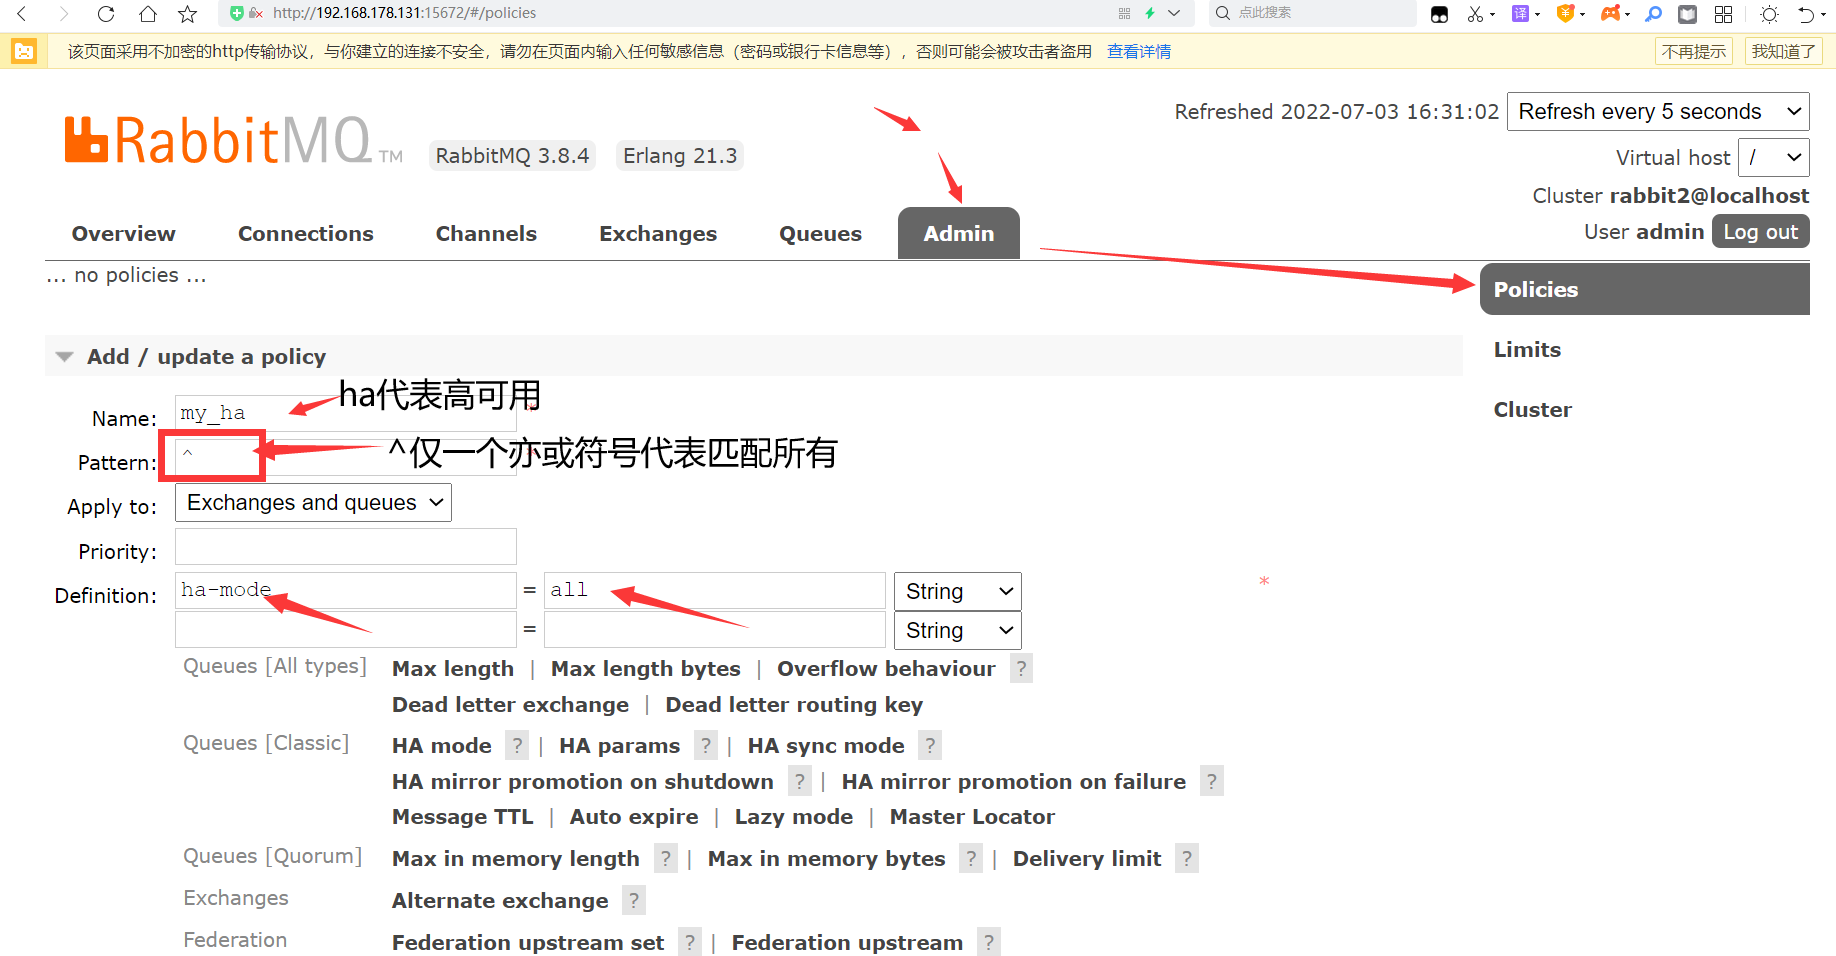 http://192.168.178.131:15672/#/policies
点此搜索
译
该页面采用不加密的http传输协议，与你建立的连接不安全，请勿在页面内输入任何敏感信息（密码或银行卡信息等），否则可能会被攻击者盗用 查看详情 不再提示 我知道了
Refreshed 2022-07-03 16:31:02 Refresh every 5 seconds
RabbitMQ TM RabbitMQ 3.8.4 Erlang 21.3
Virtual host /
Cluster rabbit2@localhost
User admin Log out
Overview Connections Channels Exchanges Queues Admin
... no policies ...
Policies
Limits
Cluster
Add / update a policy
ha代表高可用
Name: my_ha *
Pattern: ^ ^仅一个亦或符号代表匹配所有
Apply to: Exchanges and queues
Priority:
Definition: ha-mode = all String *
= String
Queues [All types] Max length | Max length bytes | Overflow behaviour ?
Dead letter exchange | Dead letter routing key
Queues [Classic] HA mode ? | HA params ? | HA sync mode ?
HA mirror promotion on shutdown ? | HA mirror promotion on failure ?
Message TTL | Auto expire | Lazy mode | Master Locator
Queues [Quorum] Max in memory length ? | Max in memory bytes ? | Delivery limit ?
Exchanges Alternate exchange ?
Federation Federation upstream set ? | Federation upstream ?